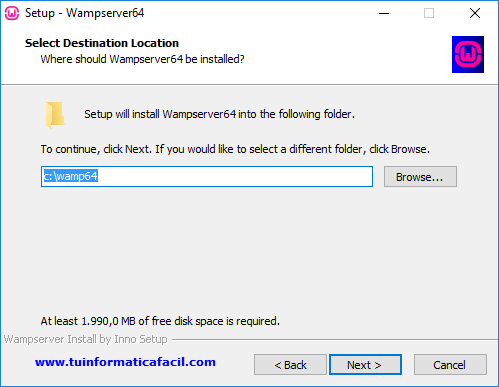 Setup - Wampserver64
Select Destination Location
Where should Wampserver64 be installed?
Setup will install Wampserver64 into the following folder.
To continue, click Next. If you would like to select a different folder, click Browse.
c:\wamp64
Browse...
At least 1.990,0 MB of free disk space is required.
Wampserver Install by Inno Setup
www.tuinformaticafacil.com
< Back
Next >
Cancel